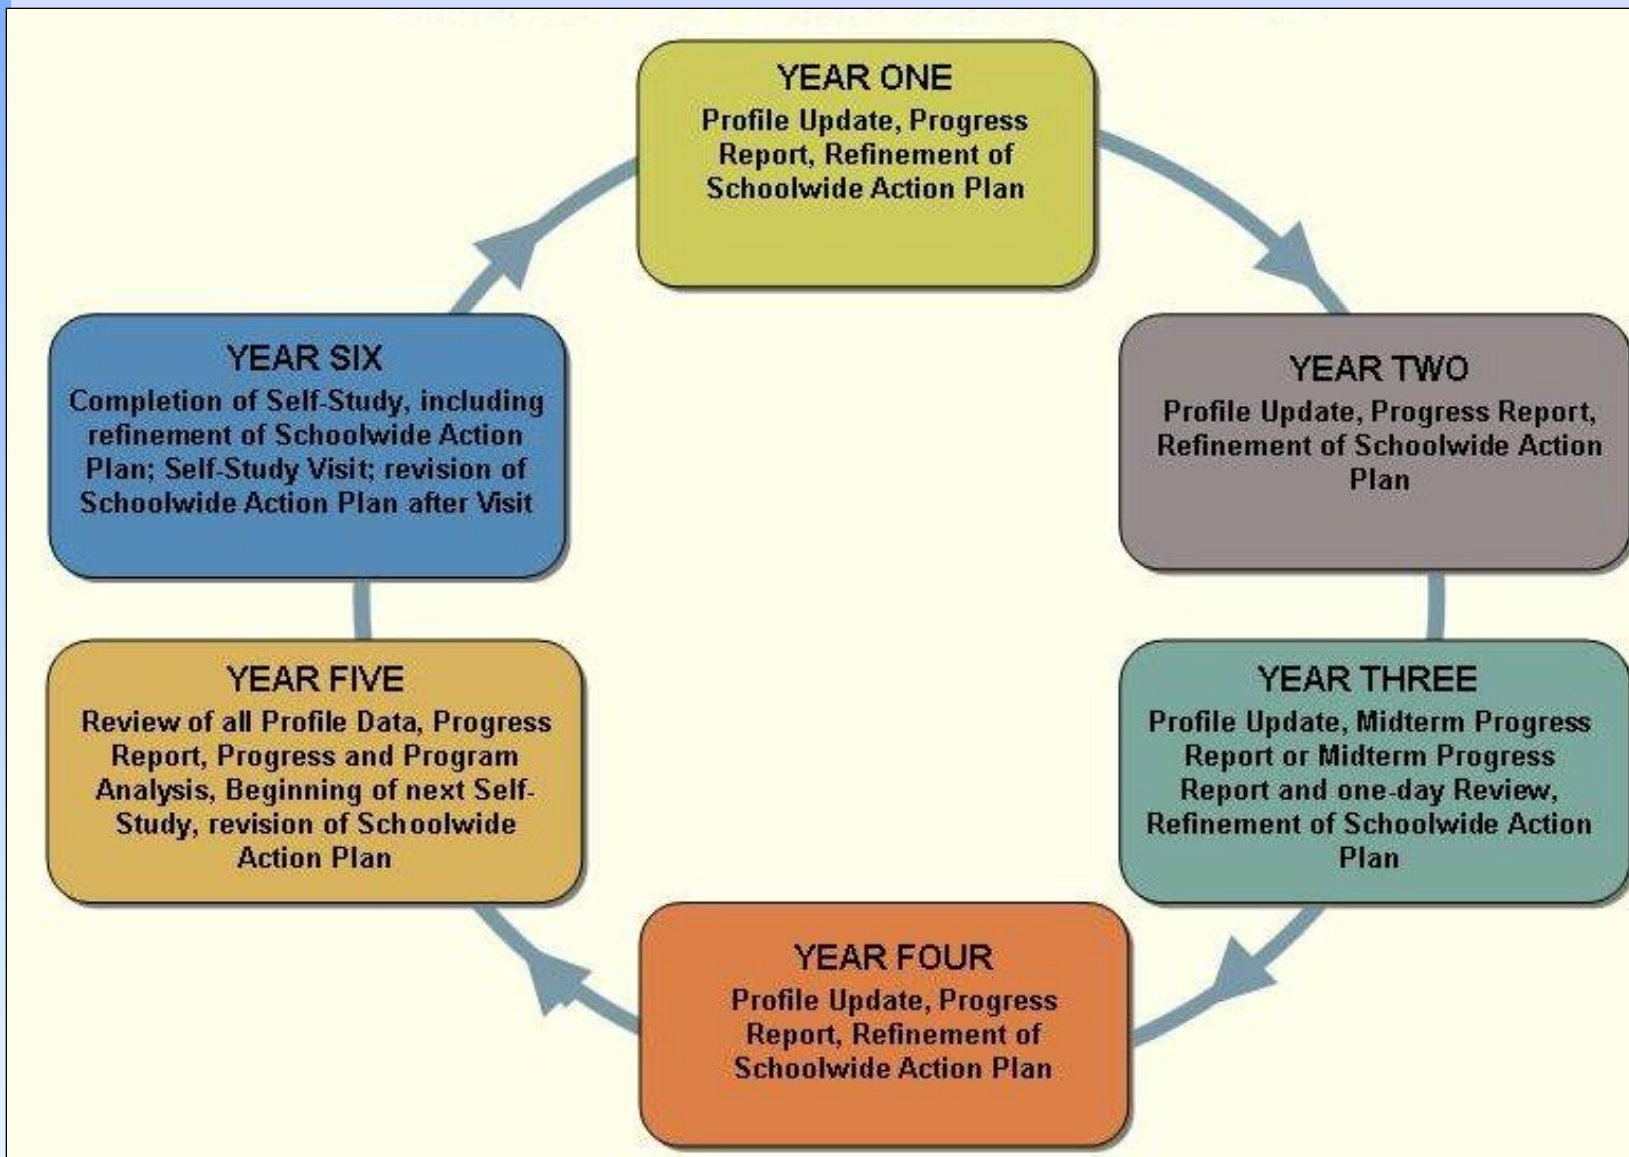 YEAR ONE
Profile Update, Progress
Report, Refinement of
Schoolwide Action Plan
YEAR TWO
Profile Update, Progress Report,
Refinement of Schoolwide Action
Plan
YEAR THREE
Profile Update, Midterm Progress
Report or Midterm Progress
Report and one-day Review,
Refinement of Schoolwide Action
Plan
YEAR FOUR
Profile Update, Progress
Report, Refinement of
Schoolwide Action Plan
YEAR FIVE
Review of all Profile Data, Progress
Report, Progress and Program
Analysis, Beginning of next Self-
Study, revision of Schoolwide
Action Plan
YEAR SIX
Completion of Self-Study, including
refinement of Schoolwide Action
Plan; Self-Study Visit; revision of
Schoolwide Action Plan after Visit